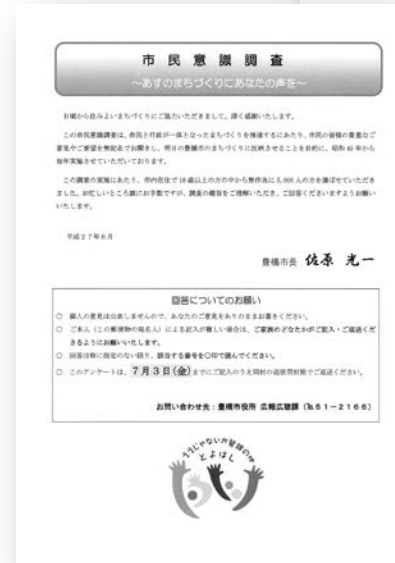 市民意識調査
～あすのまちづくりにあなたの声を～
日頃から住みよいまちづくりにご協力いただきまして、深く感謝いたします。
この市民意識調査は、市民と行政が一体となったまちづくりを推進するにあたり、市民の皆様の貴重なご
意見やご要望を無記名でお聞きし、明日の豊橋市のまちづくりに反映させることを目的に、昭和45年から
毎年実施させていただいております。
この調査の実施にあたり、市内在住で18歳以上の方の中から無作為に5,000人の方を選ばせていただき
ました。お忙しいところ誠にお手数ですが、調査の趣旨をご理解いただき、ご回答くださいますようお願い
いたします。
平成27年6月
豊橋市長 佐原 光一
回答についてのお願い
○ 個人の意見は公表しませんので、あなたのご意見をありのままお書きください。
○ ご本人（この郵便物の宛名人）による記入が難しい場合は、ご家族のどなたかがご記入・ご返送くだ
さるようにお願いいたします。
○ 回答は特に指定のない限り、該当する番号を○印で囲んでください。
○ このアンケートは、7月3日(金)までにご記入のうえ同封の返信用封筒でご返送ください。
お問い合わせ先：豊橋市役所 広報広聴課（℡51－2166）
ええじゃないか豊橋
とよはし